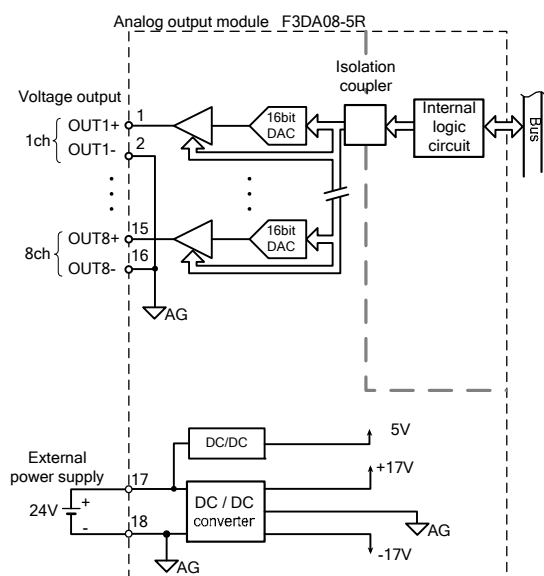 Analog output module F3DA08-5R
Isolation
coupler
Voltage output
1ch
OUT1+
1
OUT1-
2
16bit
DAC
Internal
logic
circuit
Bus
8ch
OUT8+
15
OUT8-
16
16bit
DAC
AG
External
power supply
24V
+
-
17
18
DC/DC
5V
DC / DC
converter
+17V
AG
-17V
AG